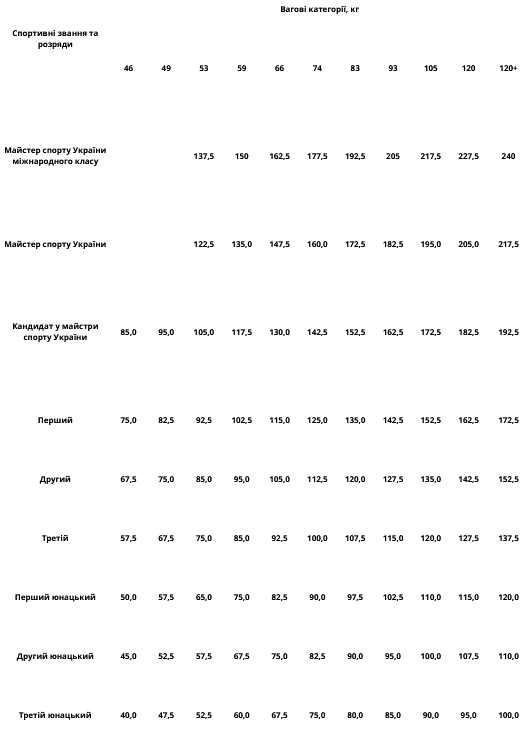 Вагові категорії, кг
Спортивні звання та
розряди
46 49 53 59 66 74 83 93 105 120 120+
Майстер спорту України
міжнародного класу
137,5 150 162,5 177,5 192,5 205 217,5 227,5 240
Майстер спорту України 122,5 135,0 147,5 160,0 172,5 182,5 195,0 205,0 217,5
Кандидат у майстри
спорту України
85,0 95,0 105,0 117,5 130,0 142,5 152,5 162,5 172,5 182,5 192,5
Перший 75,0 82,5 92,5 102,5 115,0 125,0 135,0 142,5 152,5 162,5 172,5
Другий 67,5 75,0 85,0 95,0 105,0 112,5 120,0 127,5 135,0 142,5 152,5
Третій 57,5 67,5 75,0 85,0 92,5 100,0 107,5 115,0 120,0 127,5 137,5
Перший юнацький 50,0 57,5 65,0 75,0 82,5 90,0 97,5 102,5 110,0 115,0 120,0
Другий юнацький 45,0 52,5 57,5 67,5 75,0 82,5 90,0 95,0 100,0 107,5 110,0
Третій юнацький 40,0 47,5 52,5 60,0 67,5 75,0 80,0 85,0 90,0 95,0 100,0